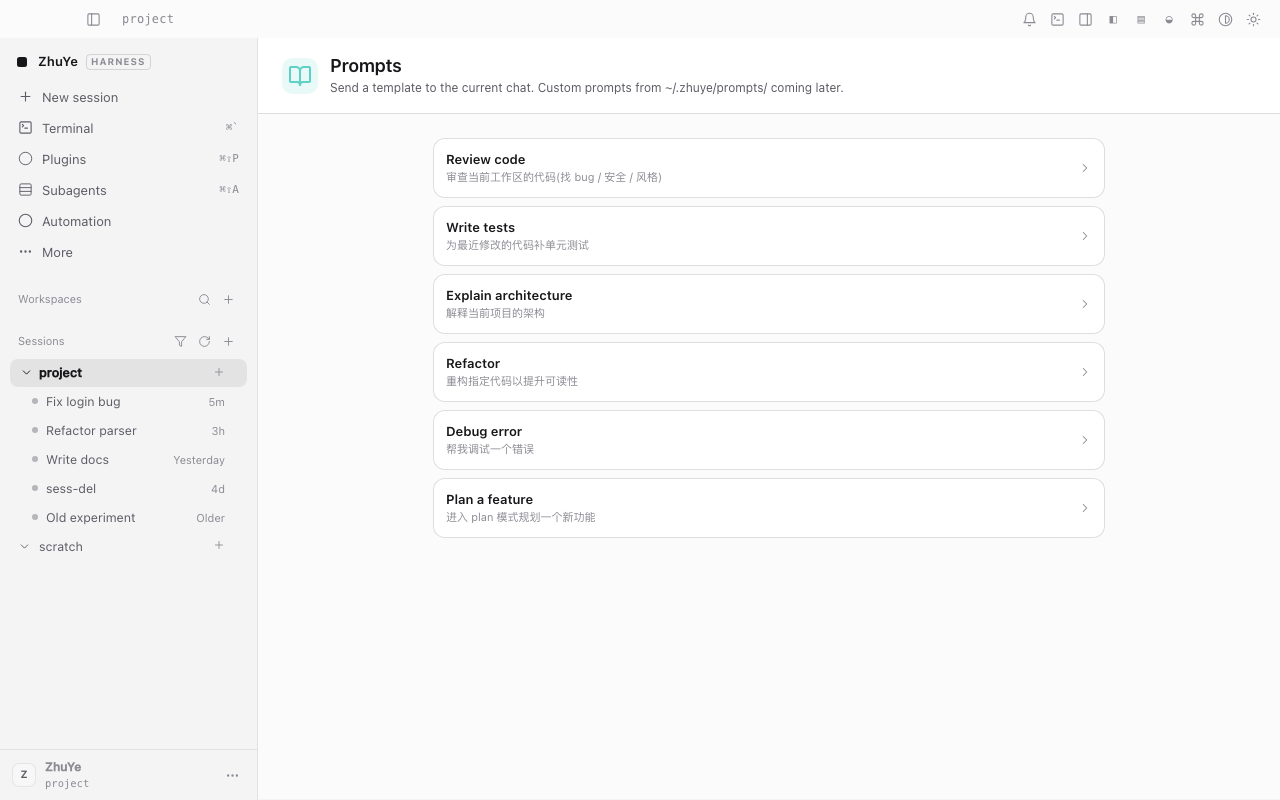 project
ZhuYe HARNESS
New session
Terminal ⌘`
Plugins ⌘⇧P
Subagents ⌘⇧A
Automation
More
Workspaces
Sessions
project
Fix login bug 5m
Refactor parser 3h
Write docs Yesterday
sess-del 4d
Old experiment Older
scratch
Z ZhuYe
project
Prompts
Send a template to the current chat. Custom prompts from ~/.zhuye/prompts/ coming later.
Review code
审查当前工作区的代码(找 bug / 安全 / 风格)
Write tests
为最近修改的代码补单元测试
Explain architecture
解释当前项目的架构
Refactor
重构指定代码以提升可读性
Debug error
帮我调试一个错误
Plan a feature
进入 plan 模式规划一个新功能